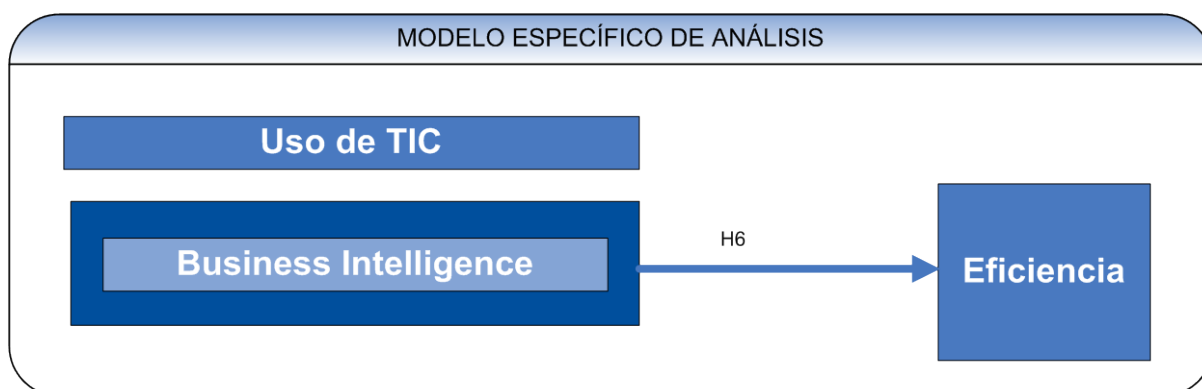 MODELO ESPECÍFICO DE ANÁLISIS
Uso de TIC
Business Intelligence
H6
Eficiencia